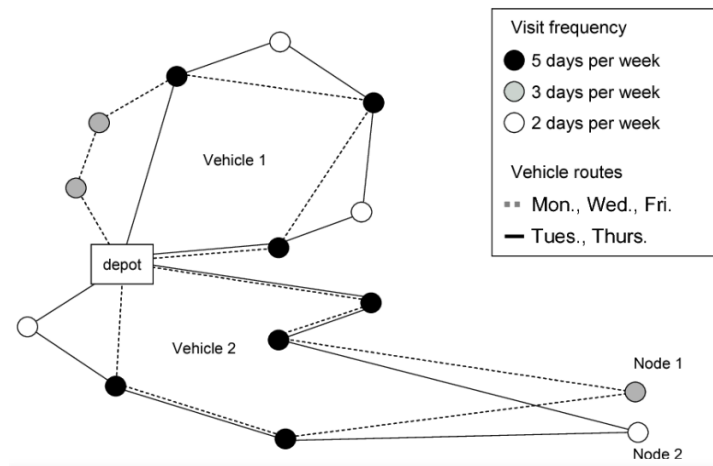 Visit frequency
5 days per week
3 days per week
2 days per week
Vehicle routes
Mon., Wed., Fri.
Tues., Thurs.
Vehicle 1
depot
Vehicle 2
Node 1
Node 2